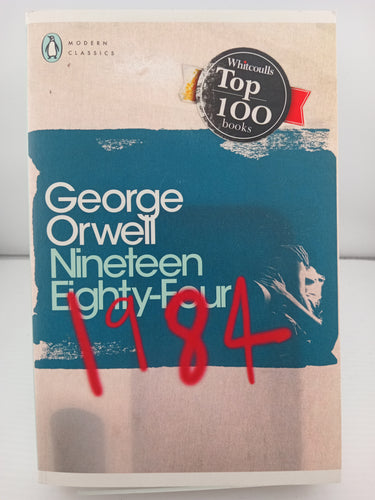 MODERN
CLASSICS
Whitcoulls
Top
100
books
George
Orwell
Nineteen
Eighty-Four
1984